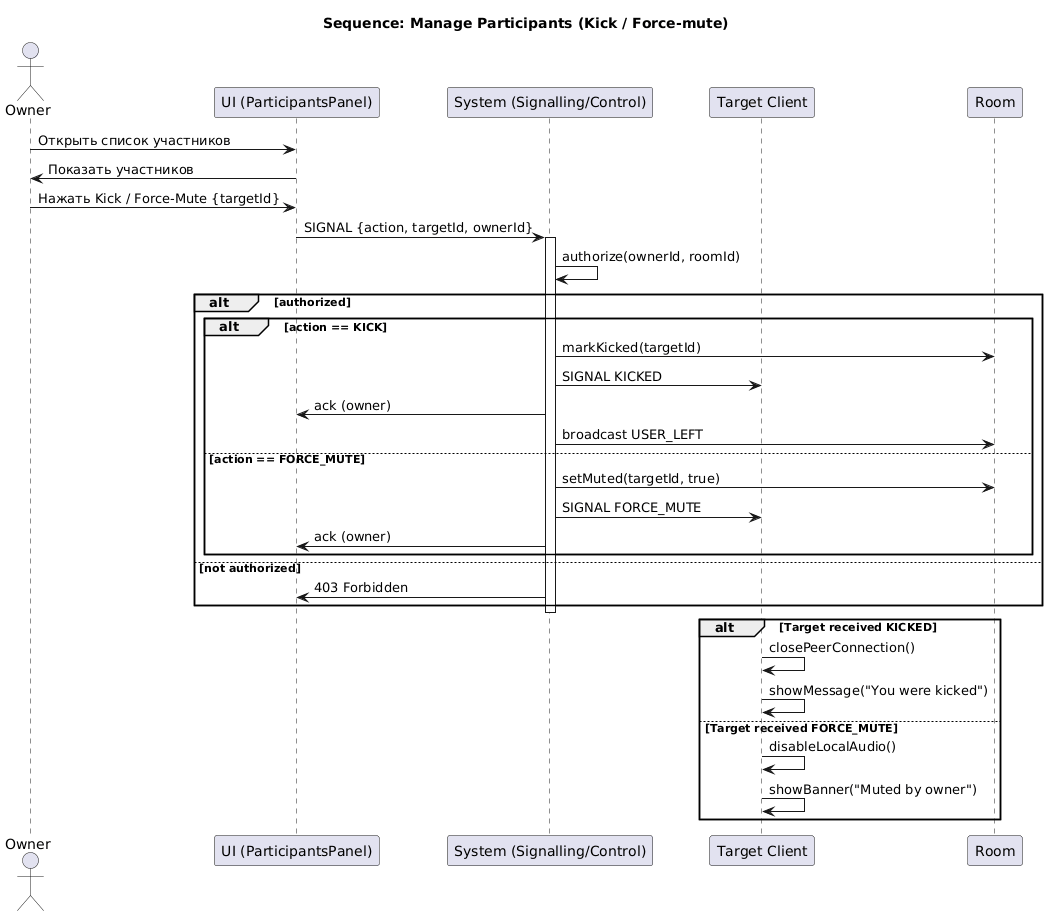 Sequence: Manage Participants (Kick / Force-mute)
Owner
UI (ParticipantsPanel)
System (Signalling/Control)
Target Client
Room
Открыть список участников
Показать участников
Нажать Kick / Force-Mute {targetId}
SIGNAL {action, targetId, ownerId}
authorize(ownerId, roomId)
alt [authorized]
alt [action == KICK]
markKicked(targetId)
SIGNAL KICKED
ack (owner)
broadcast USER_LEFT
[action == FORCE_MUTE]
setMuted(targetId, true)
SIGNAL FORCE_MUTE
ack (owner)
[not authorized]
403 Forbidden
alt [Target received KICKED]
closePeerConnection()
showMessage("You were kicked")
[Target received FORCE_MUTE]
disableLocalAudio()
showBanner("Muted by owner")
Owner
UI (ParticipantsPanel)
System (Signalling/Control)
Target Client
Room